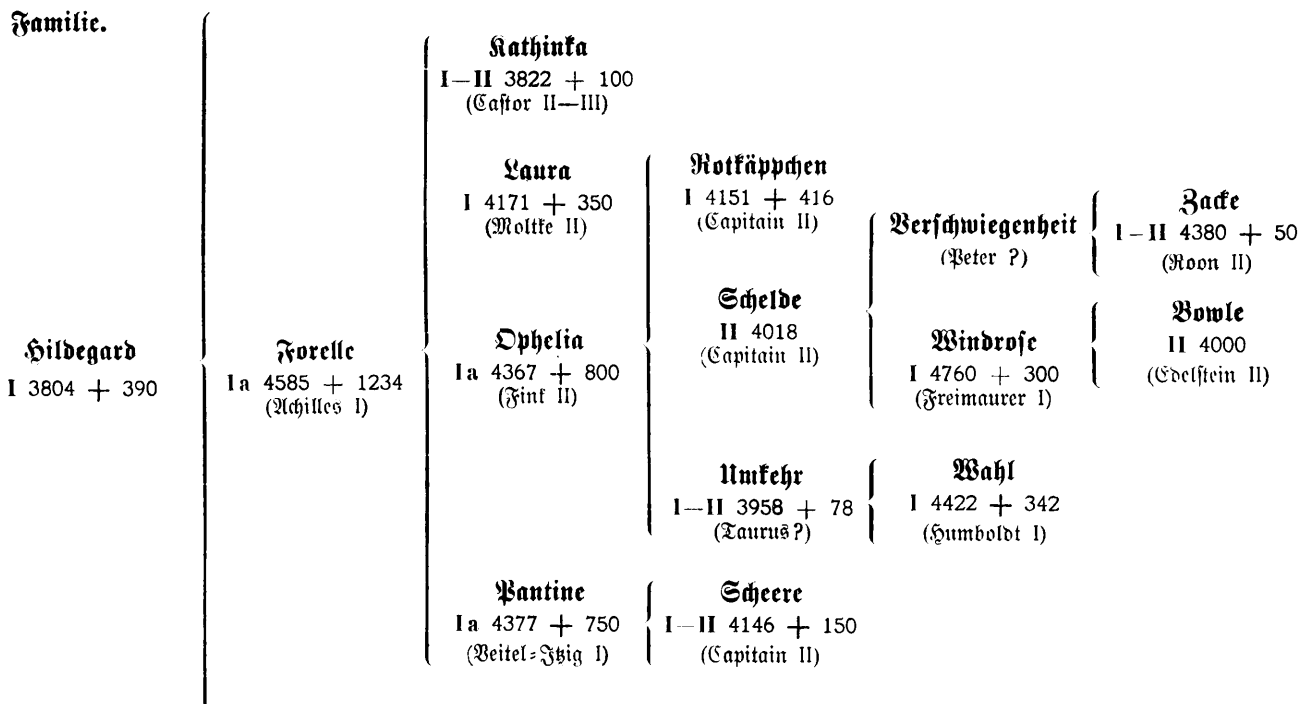 Familie.
Kathinka
I—II 3822 + 100
(Castor II—III)
Laura
I 4171 + 350
(Moltke II)
Rotkäppchen
I 4151 + 416
(Capitain II)
Verschwiegenheit
(Peter ?)
Zacke
I–II 4380 + 50
(Roon II)
Schelde
II 4018
(Capitain II)
Hildegard
I 3804 + 390
Forelle
Ia 4585 + 1234
(Achilles I)
Ophelia
Ia 4367 + 800
(Fink II)
Windrose
I 4760 + 300
(Freimaurer I)
Bowle
II 4000
(Edelstein II)
Umkehr
I—II 3958 + 78
(Taurus?)
Wahl
I 4422 + 342
(Humboldt I)
Pantine
Ia 4377 + 750
(Veitel=Itzig I)
Scheere
I—II 4146 + 150
(Capitain II)